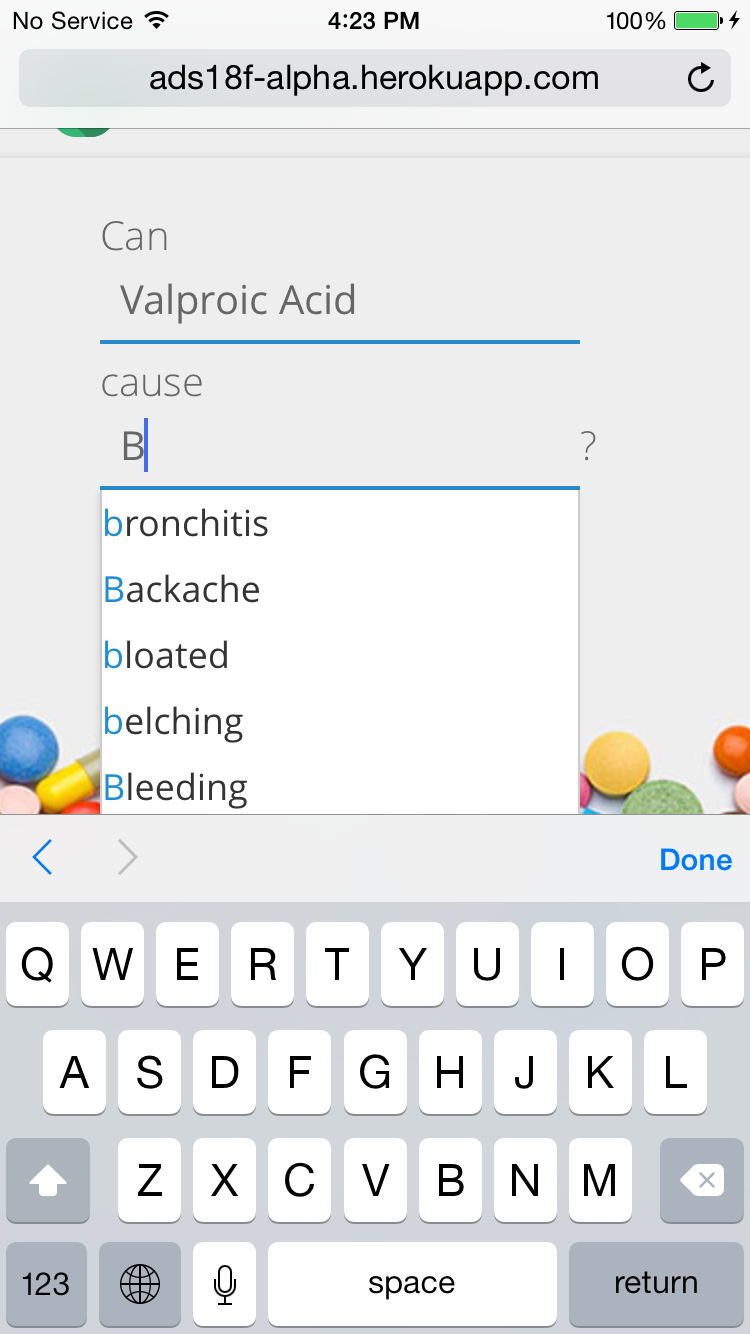 No Service 4:23 PM 100%
ads18f-alpha.herokuapp.com
Can
Valproic Acid
cause
B ?
bronchitis
Backache
bloated
belching
Bleeding
Done
Q W E R T Y U I O P
A S D F G H J K L
Z X C V B N M
123 space return